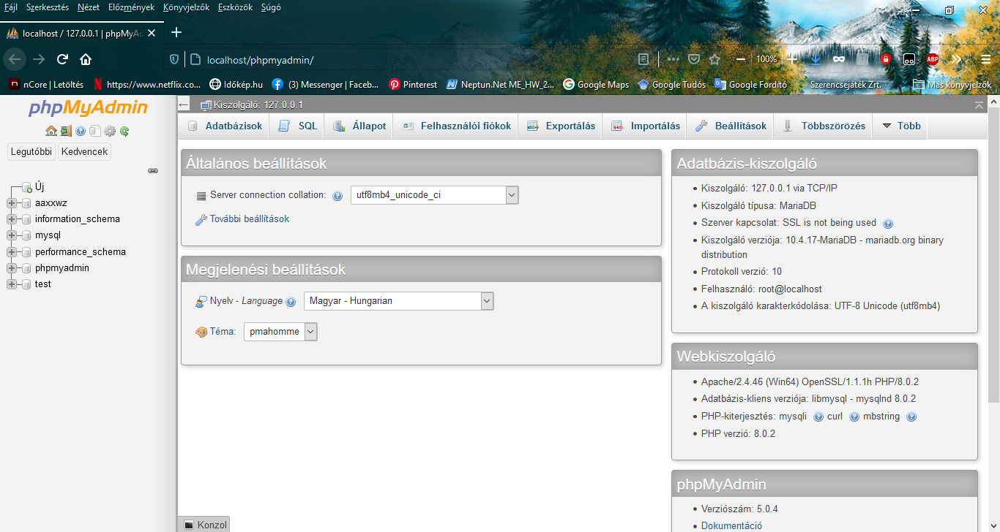 Fájl Szerkesztés Nézet Előzmények Könyvjelzők Eszközök Súgó
localhost / 127.0.0.1 | phpMyAd
localhost/phpmyadmin/
100%
ABP
nCore | Letöltés
https://www.netflix.co...
Időkép.hu
(3) Messenger | Faceb...
Pinterest
Neptun.Net ME_HW_2...
Google Maps
Google Tudós
Google Fordító
Szerencsejáték Zrt.
Más könyvjelzők
phpMyAdmin
Legutóbbi Kedvencek
Új
aaxxwz
information_schema
mysql
performance_schema
phpmyadmin
test
Kiszolgáló: 127.0.0.1
Adatbázisok SQL Állapot Felhasználói fiókok Exportálás Importálás Beállítások Többszörözés Több
Általános beállítások
Server connection collation: utf8mb4_unicode_ci
További beállítások
Megjelenési beállítások
Nyelv - Language Magyar - Hungarian
Téma: pmahomme
Adatbázis-kiszolgáló
• Kiszolgáló: 127.0.0.1 via TCP/IP
• Kiszolgáló típusa: MariaDB
• Szerver kapcsolat: SSL is not being used
• Kiszolgáló verziója: 10.4.17-MariaDB - mariadb.org binary
distribution
• Protokoll verzió: 10
• Felhasználó: root@localhost
• A kiszolgáló karakterkódolása: UTF-8 Unicode (utf8mb4)
Webkiszolgáló
• Apache/2.4.46 (Win64) OpenSSL/1.1.1h PHP/8.0.2
• Adatbázis-kliens verziója: libmysql - mysqlnd 8.0.2
• PHP-kiterjesztés: mysqli curl mbstring
• PHP verzió: 8.0.2
phpMyAdmin
• Verziószám: 5.0.4
• Dokumentáció
Konzol